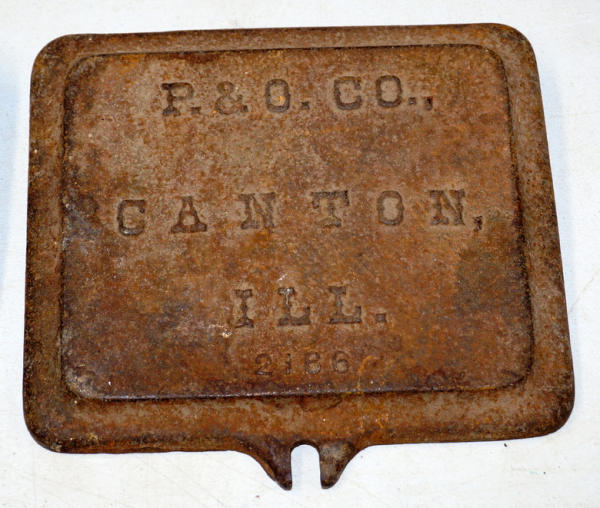 P. & O. CO.,
CANTON,
ILL.
2186